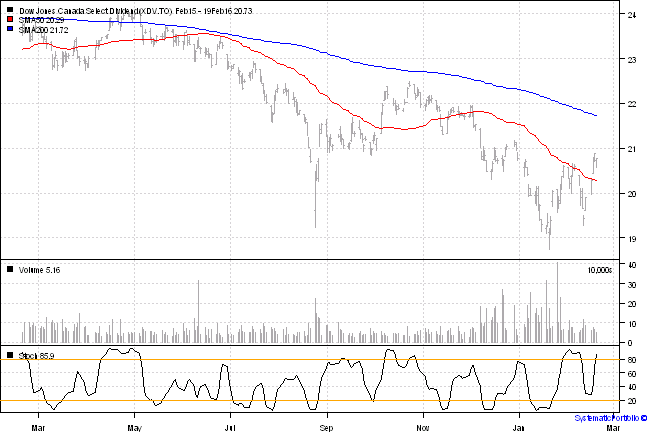 Dow Jones Canada Select Dividend(XDV.TO) Feb15 - 19Feb16 20.73
SMA50 20.29
SMA200 21.72
24
23
22
21
20
19
Volume 5.16
10,000s
40
30
20
10
0
Stoch 85.9
80
60
40
20
Mar May Jul Sep Nov Jan Mar
SystematicPortfolio ©